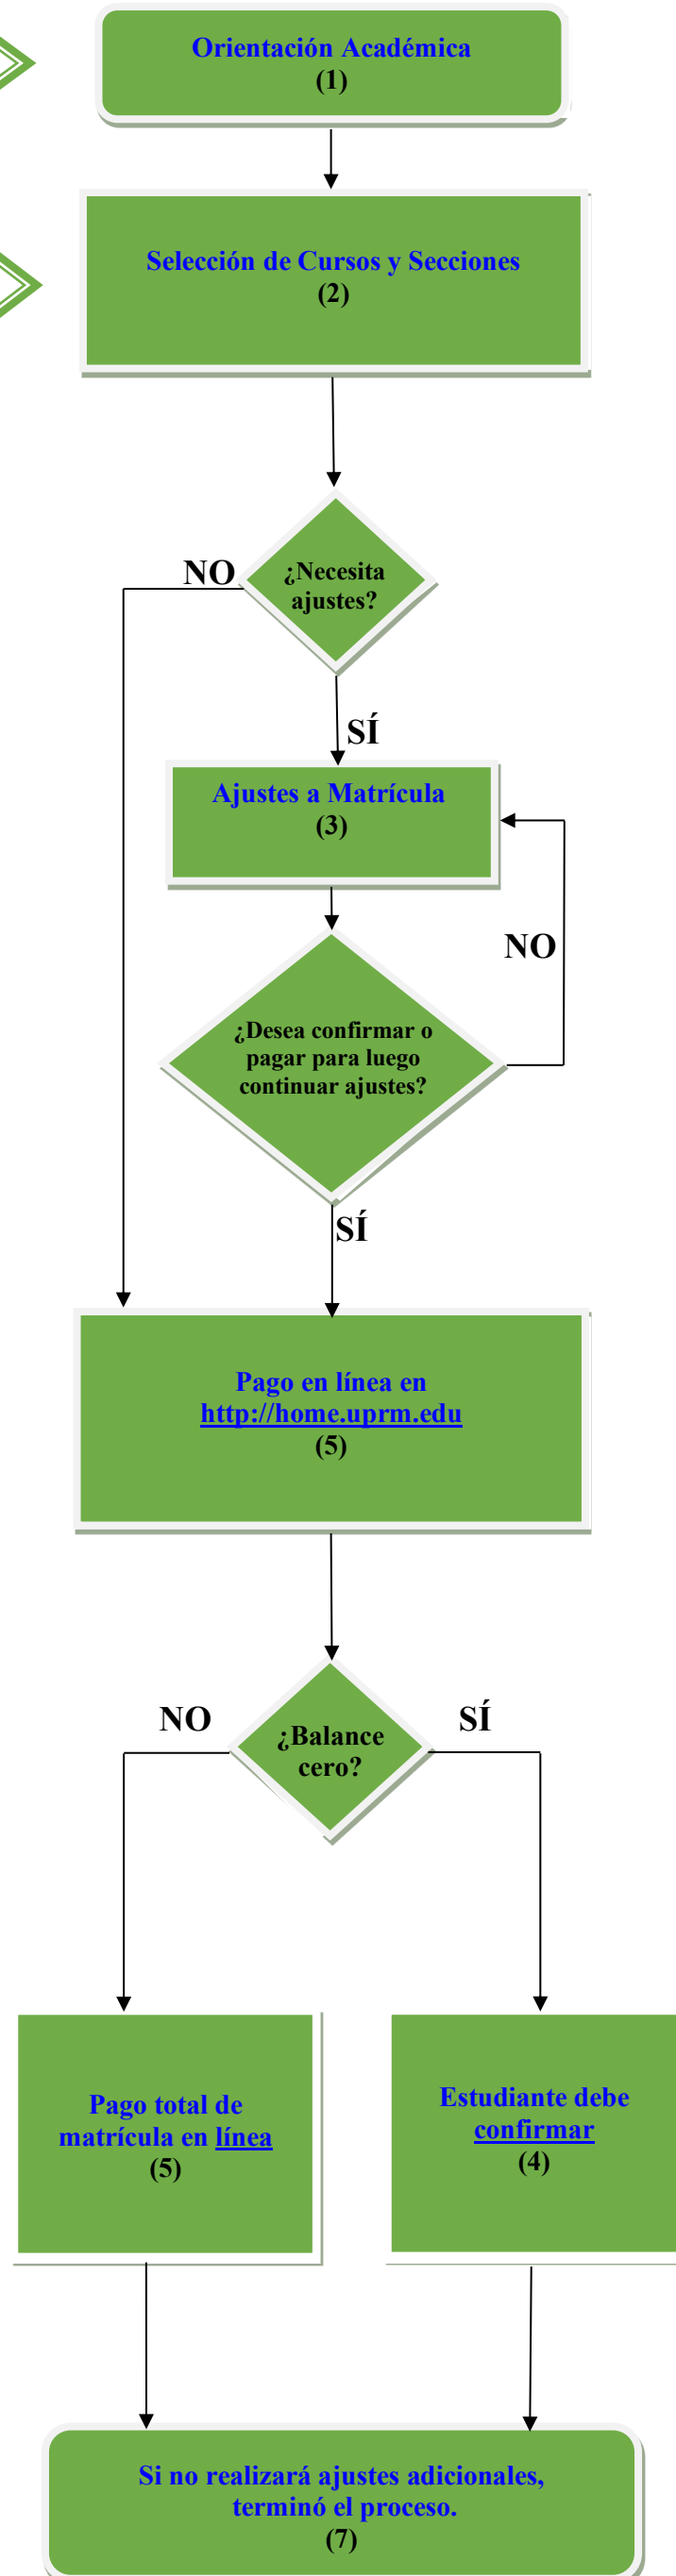 Orientación Académica
(1)
Selección de Cursos y Secciones
(2)
NO
¿Necesita
ajustes?
SÍ
Ajustes a Matrícula
(3)
NO
¿Desea confirmar o
pagar para luego
continuar ajustes?
SÍ
Pago en línea en
http://home.uprm.edu
(5)
NO
SÍ
¿Balance
cero?
Pago total de
matrícula en línea
(5)
Estudiante debe
confirmar
(4)
Si no realizará ajustes adicionales,
terminó el proceso.
(7)